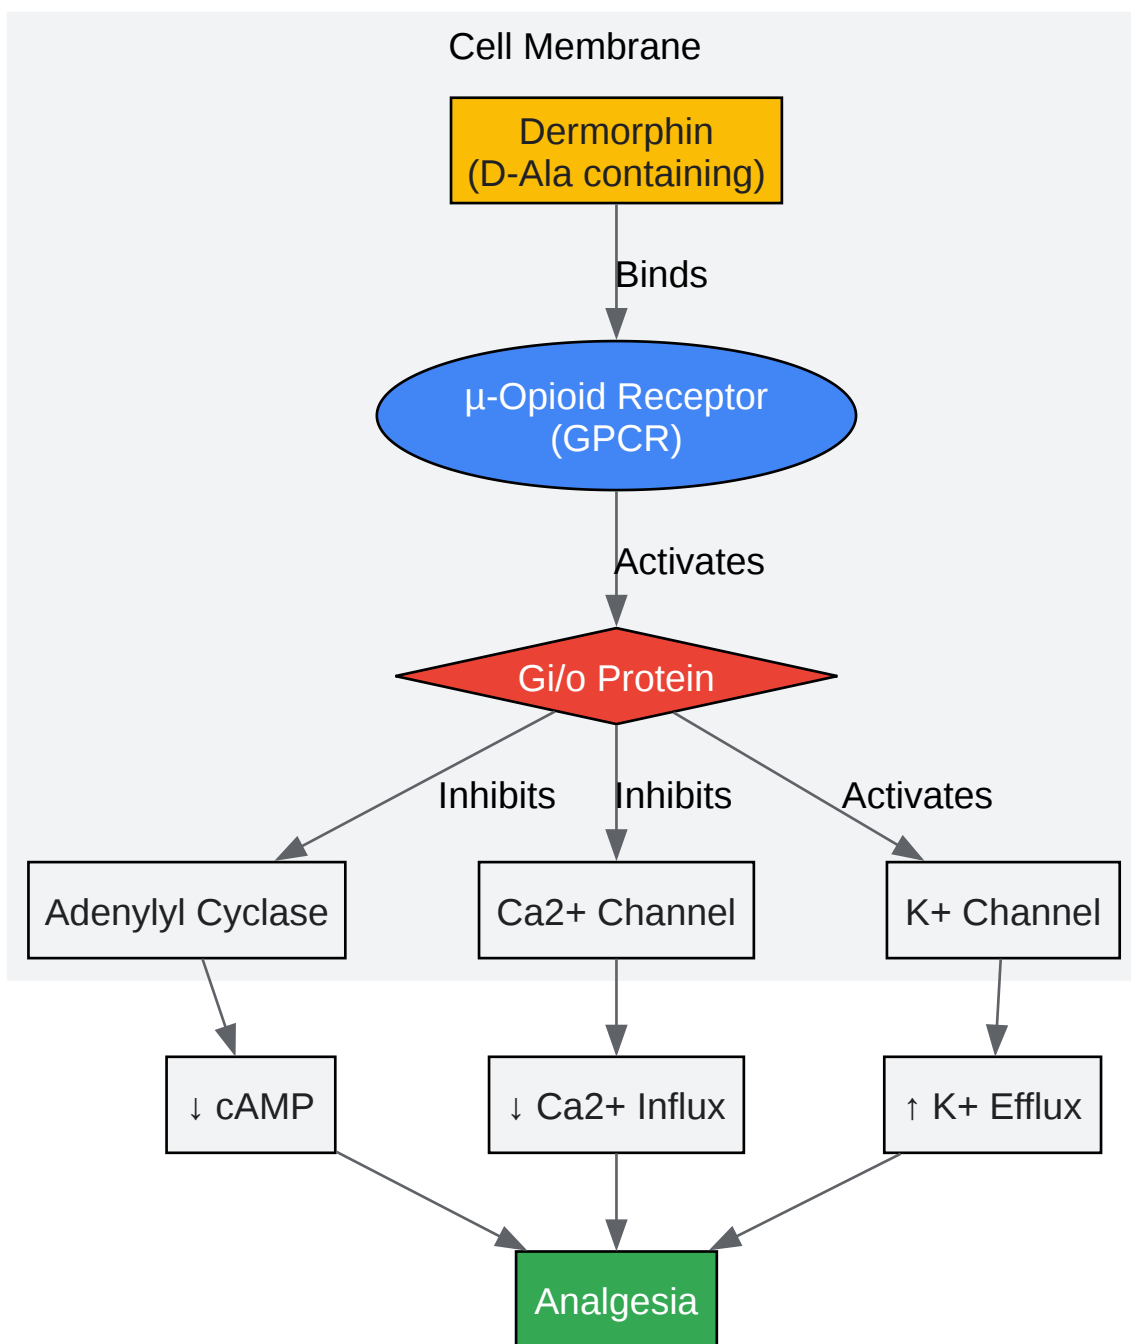 Cell Membrane
Dermorphin
(D-Ala containing)
Binds
µ-Opioid Receptor
(GPCR)
Activates
Gi/o Protein
Inhibits
Inhibits
Activates
Adenylyl Cyclase
Ca2+ Channel
K+ Channel
↓ cAMP
↓ Ca2+ Influx
↑ K+ Efflux
Analgesia